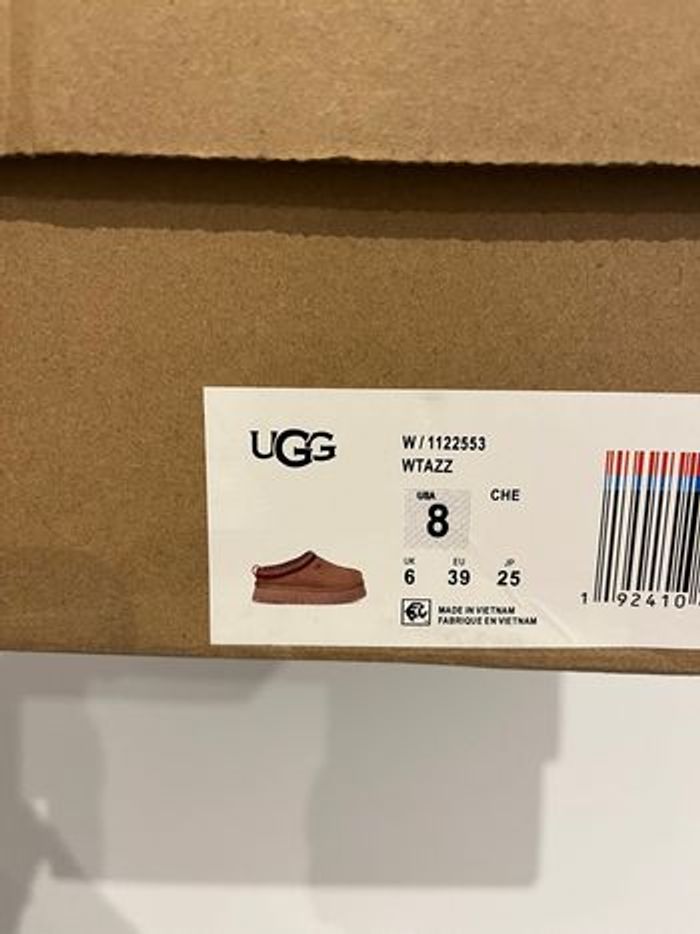 UGG
W / 1122553
WTAZZ
USA
CHE
8
UK EU JP
6 39 25
MADE IN VIETNAM
FABRIQUE EN VIETNAM
1 92410